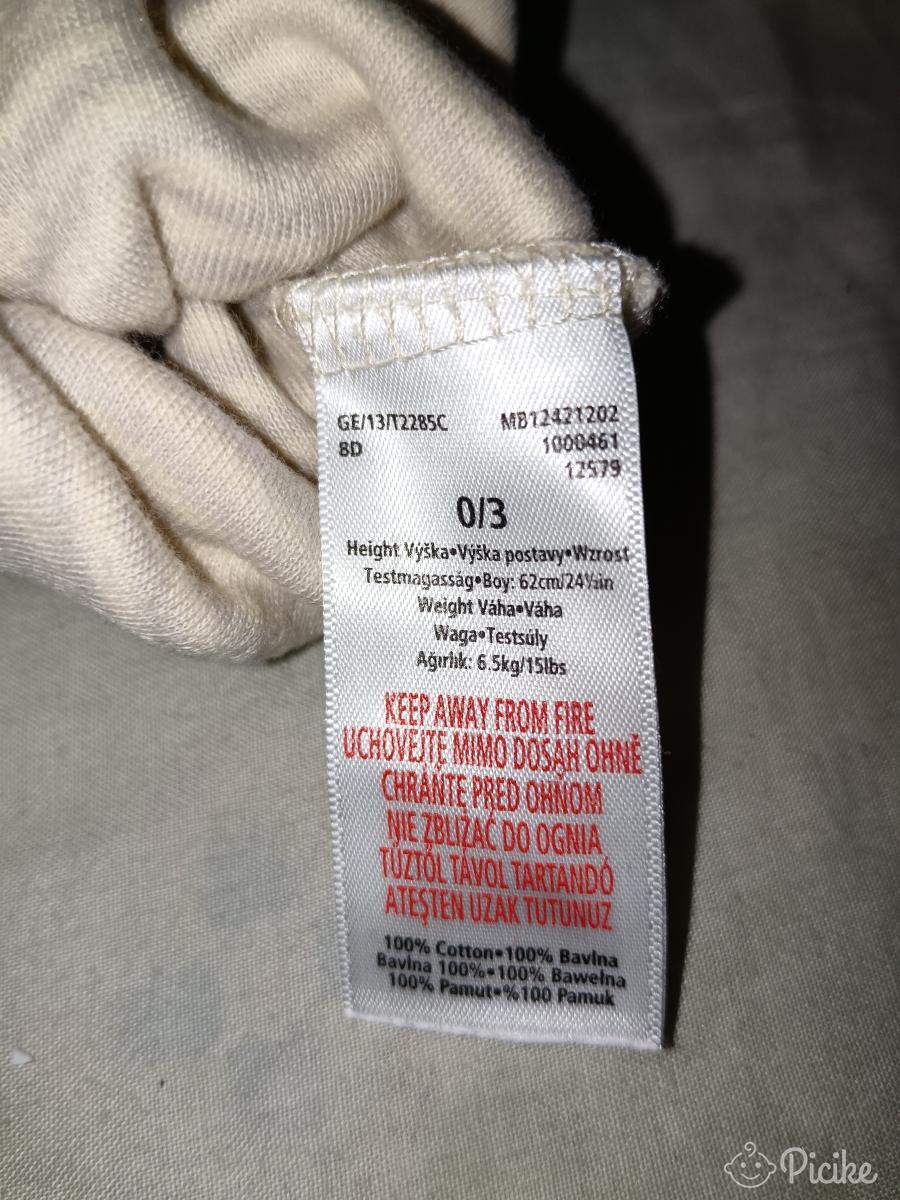 GE/13/T2285C MB12421202
8D 1000461
12579
0/3
Height Výška•Výška postavy•Wzrost
Testmagasság•Boy: 62cm/24½in
Weight Váha•Váha
Waga•Testsúly
Ağırlık: 6.5kg/15lbs
KEEP AWAY FROM FIRE
UCHOVEJTE MIMO DOSAH OHNĚ
CHRÁŇTE PRED OHŇOM
NIE ZBLIŻAĆ DO OGNIA
TŰZTŐL TÁVOL TARTANDÓ
ATEŞTEN UZAK TUTUNUZ
100% Cotton•100% Bavlna
Bavlna 100%•100% Bawełna
100% Pamut•%100 Pamuk
Picike